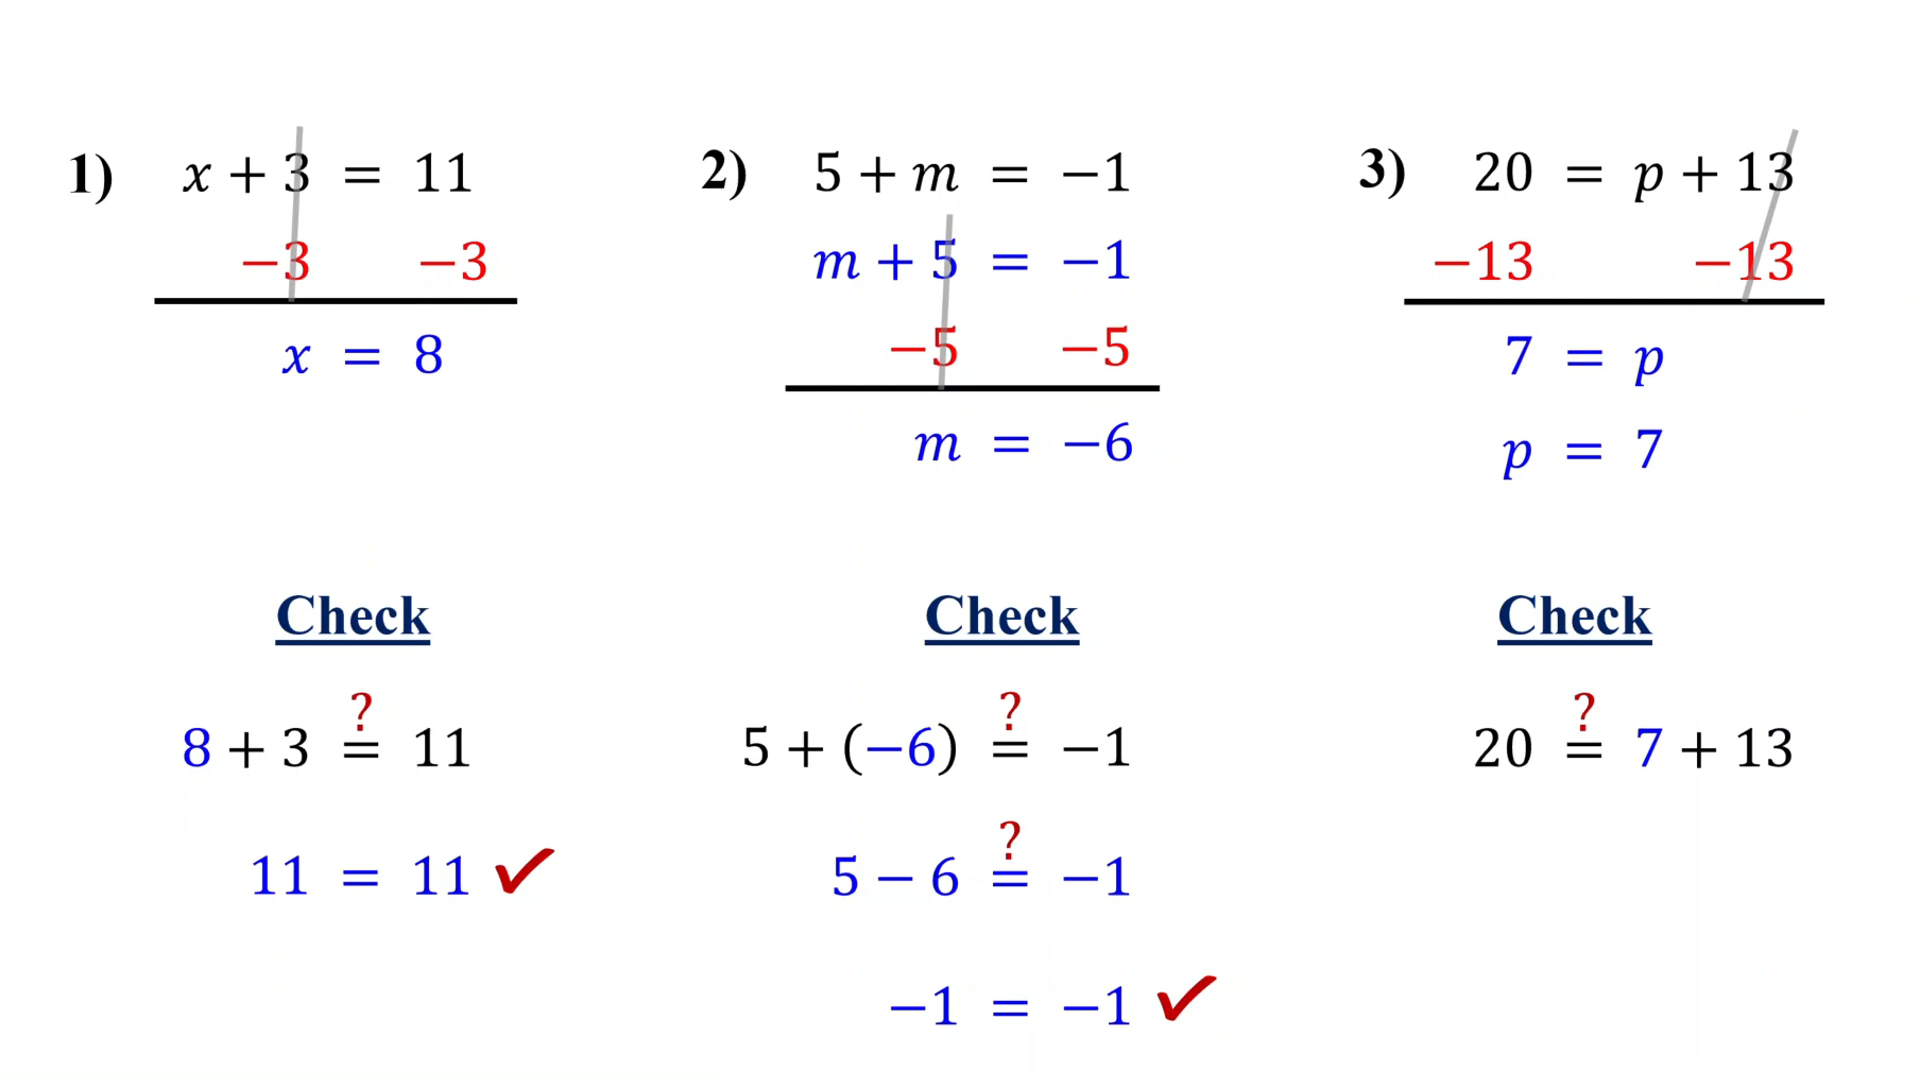 1) x + 3 = 11
−3 −3
x = 8
Check
8 + 3 ≟ 11
11 = 11 ✓
2) 5 + m = −1
m + 5 = −1
−5 −5
m = −6
Check
5 + (−6) ≟ −1
5 − 6 ≟ −1
−1 = −1 ✓
3) 20 = p + 13
−13 −13
7 = p
p = 7
Check
20 ≟ 7 + 13